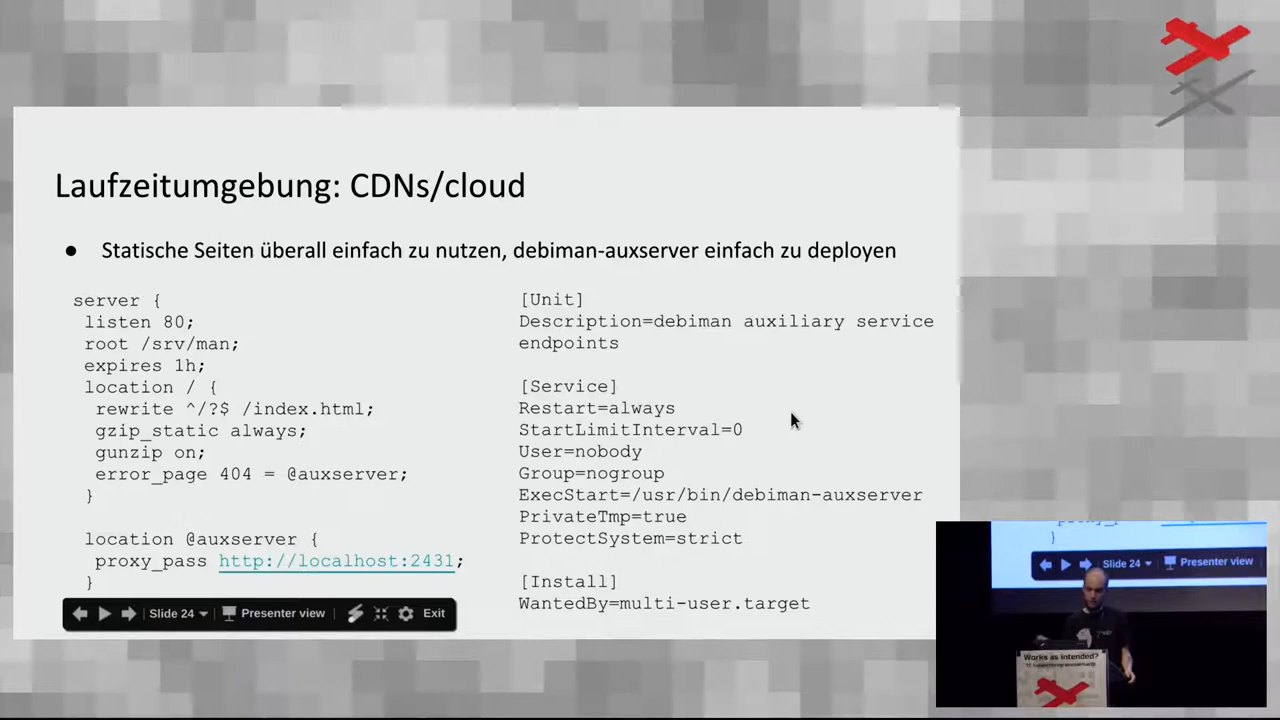 Laufzeitumgebung: CDNs/cloud
● Statische Seiten überall einfach zu nutzen, debiman-auxserver einfach zu deployen
server {
listen 80;
root /srv/man;
expires 1h;
location / {
rewrite ^/?$ /index.html;
gzip_static always;
gunzip on;
error_page 404 = @auxserver;
}
location @auxserver {
proxy_pass http://localhost:2431;
}
[Unit]
Description=debiman auxiliary service
endpoints
[Service]
Restart=always
StartLimitInterval=0
User=nobody
Group=nogroup
ExecStart=/usr/bin/debiman-auxserver
PrivateTmp=true
ProtectSystem=strict
[Install]
WantedBy=multi-user.target
Slide 24
Presenter view
Exit
}
Slide 24
Presenter view
Works as intended?